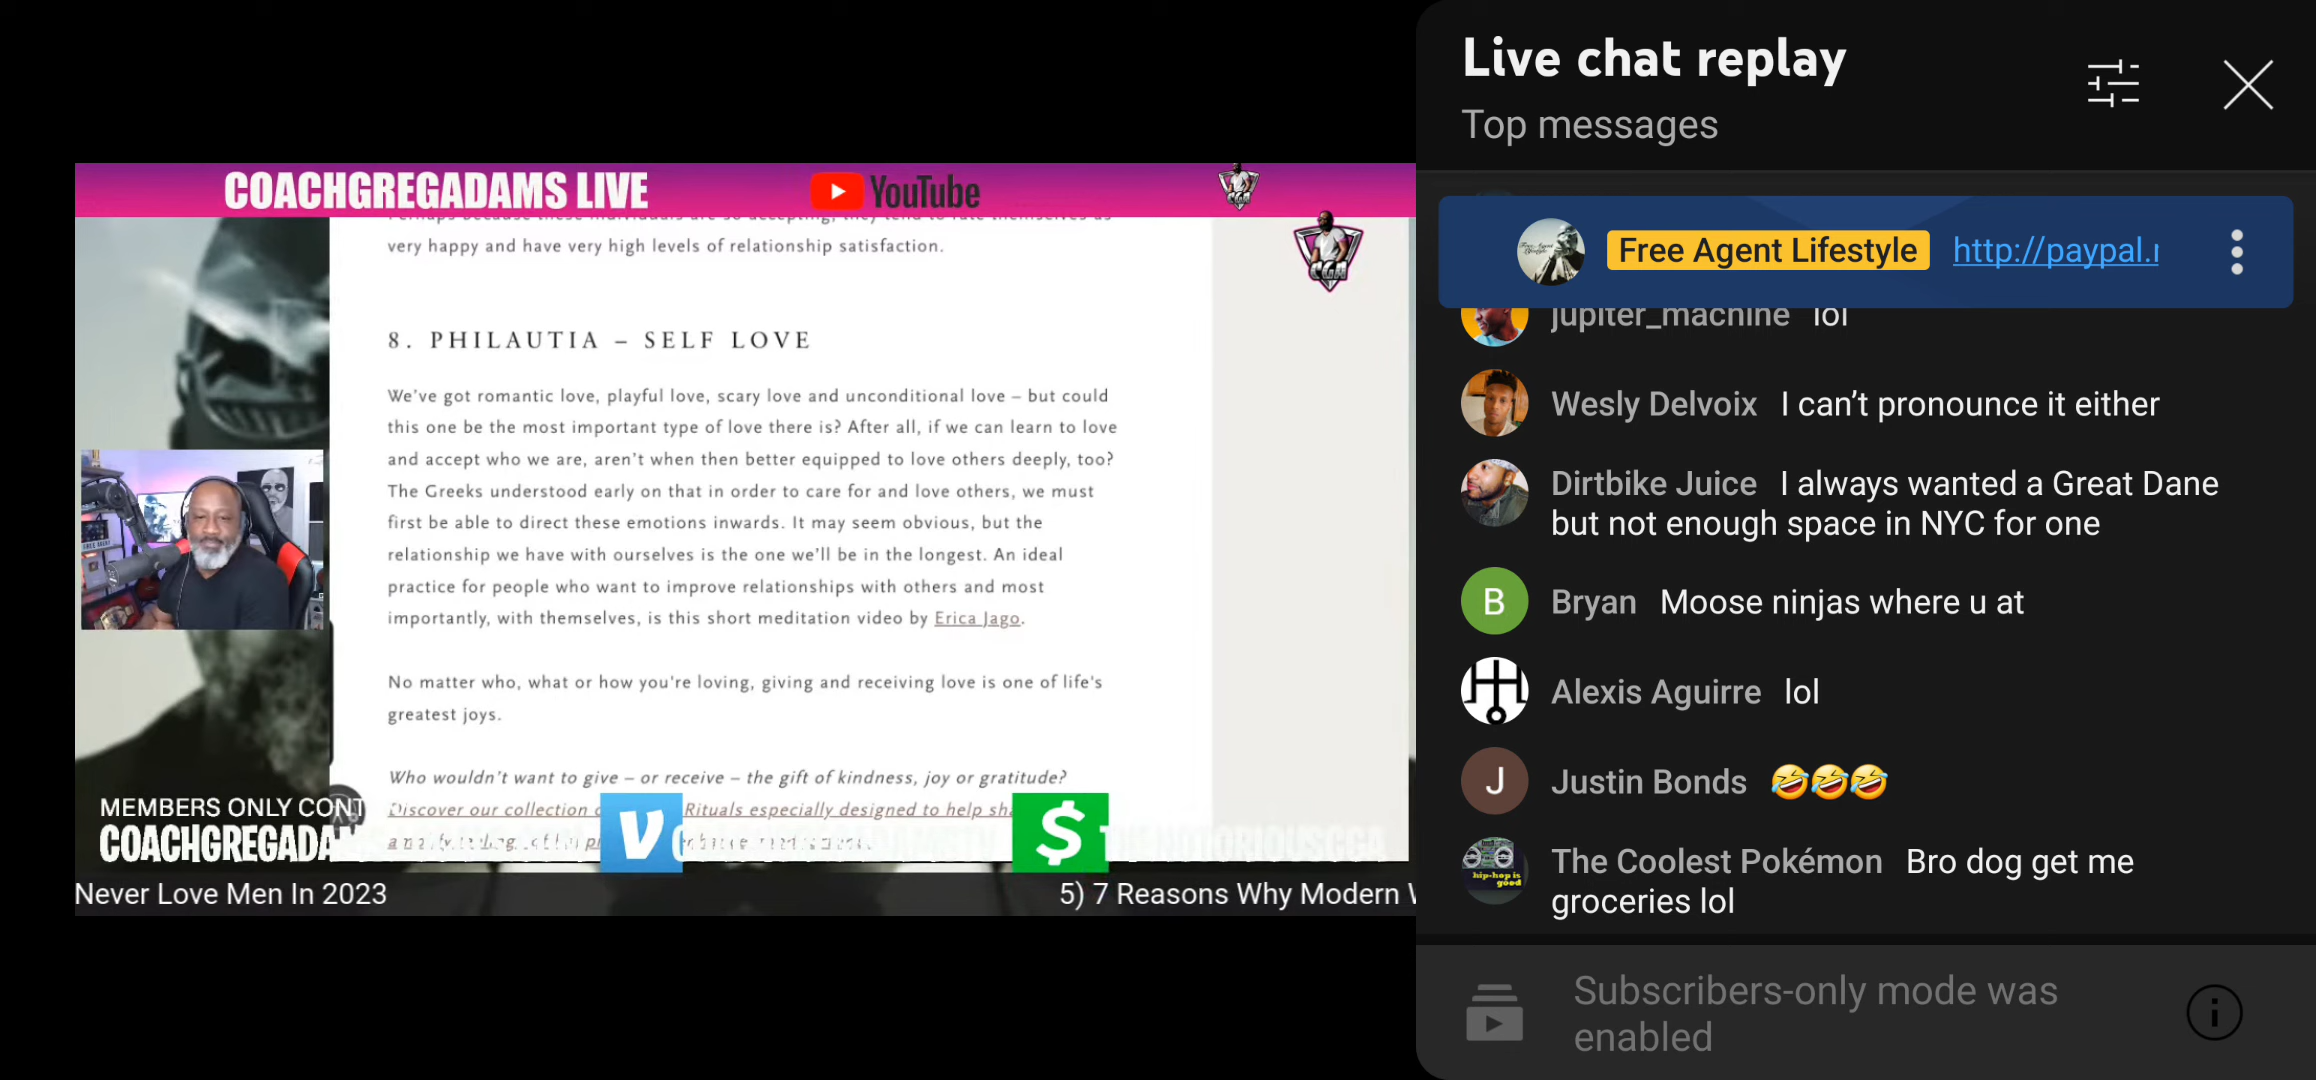 COACHGREGADAMS LIVE
YouTube
CGA
very happy and have very high levels of relationship satisfaction.
CGA
8. PHILAUTIA – SELF LOVE
We've got romantic love, playful love, scary love and unconditional love – but could
this one be the most important type of love there is? After all, if we can learn to love
and accept who we are, aren't when then better equipped to love others deeply, too?
The Greeks understood early on that in order to care for and love others, we must
first be able to direct these emotions inwards. It may seem obvious, but the
relationship we have with ourselves is the one we'll be in the longest. An ideal
practice for people who want to improve relationships with others and most
importantly, with themselves, is this short meditation video by Erica Jago.
No matter who, what or how you're loving, giving and receiving love is one of life's
greatest joys.
Who wouldn't want to give – or receive – the gift of kindness, joy or gratitude?
Discover our collection Rituals especially designed to help
MEMBERS ONLY CONT
COACHGREGADAM
Never Love Men In 2023
5) 7 Reasons Why Modern
Live chat replay
Top messages
Free Agent Lifestyle http://paypal.
jupiter_machine lol
Wesly Delvoix I can't pronounce it either
Dirtbike Juice I always wanted a Great Dane
but not enough space in NYC for one
B Bryan Moose ninjas where u at
Alexis Aguirre lol
J Justin Bonds 🤣🤣🤣
The Coolest Pokémon Bro dog get me
groceries lol
Subscribers-only mode was
enabled